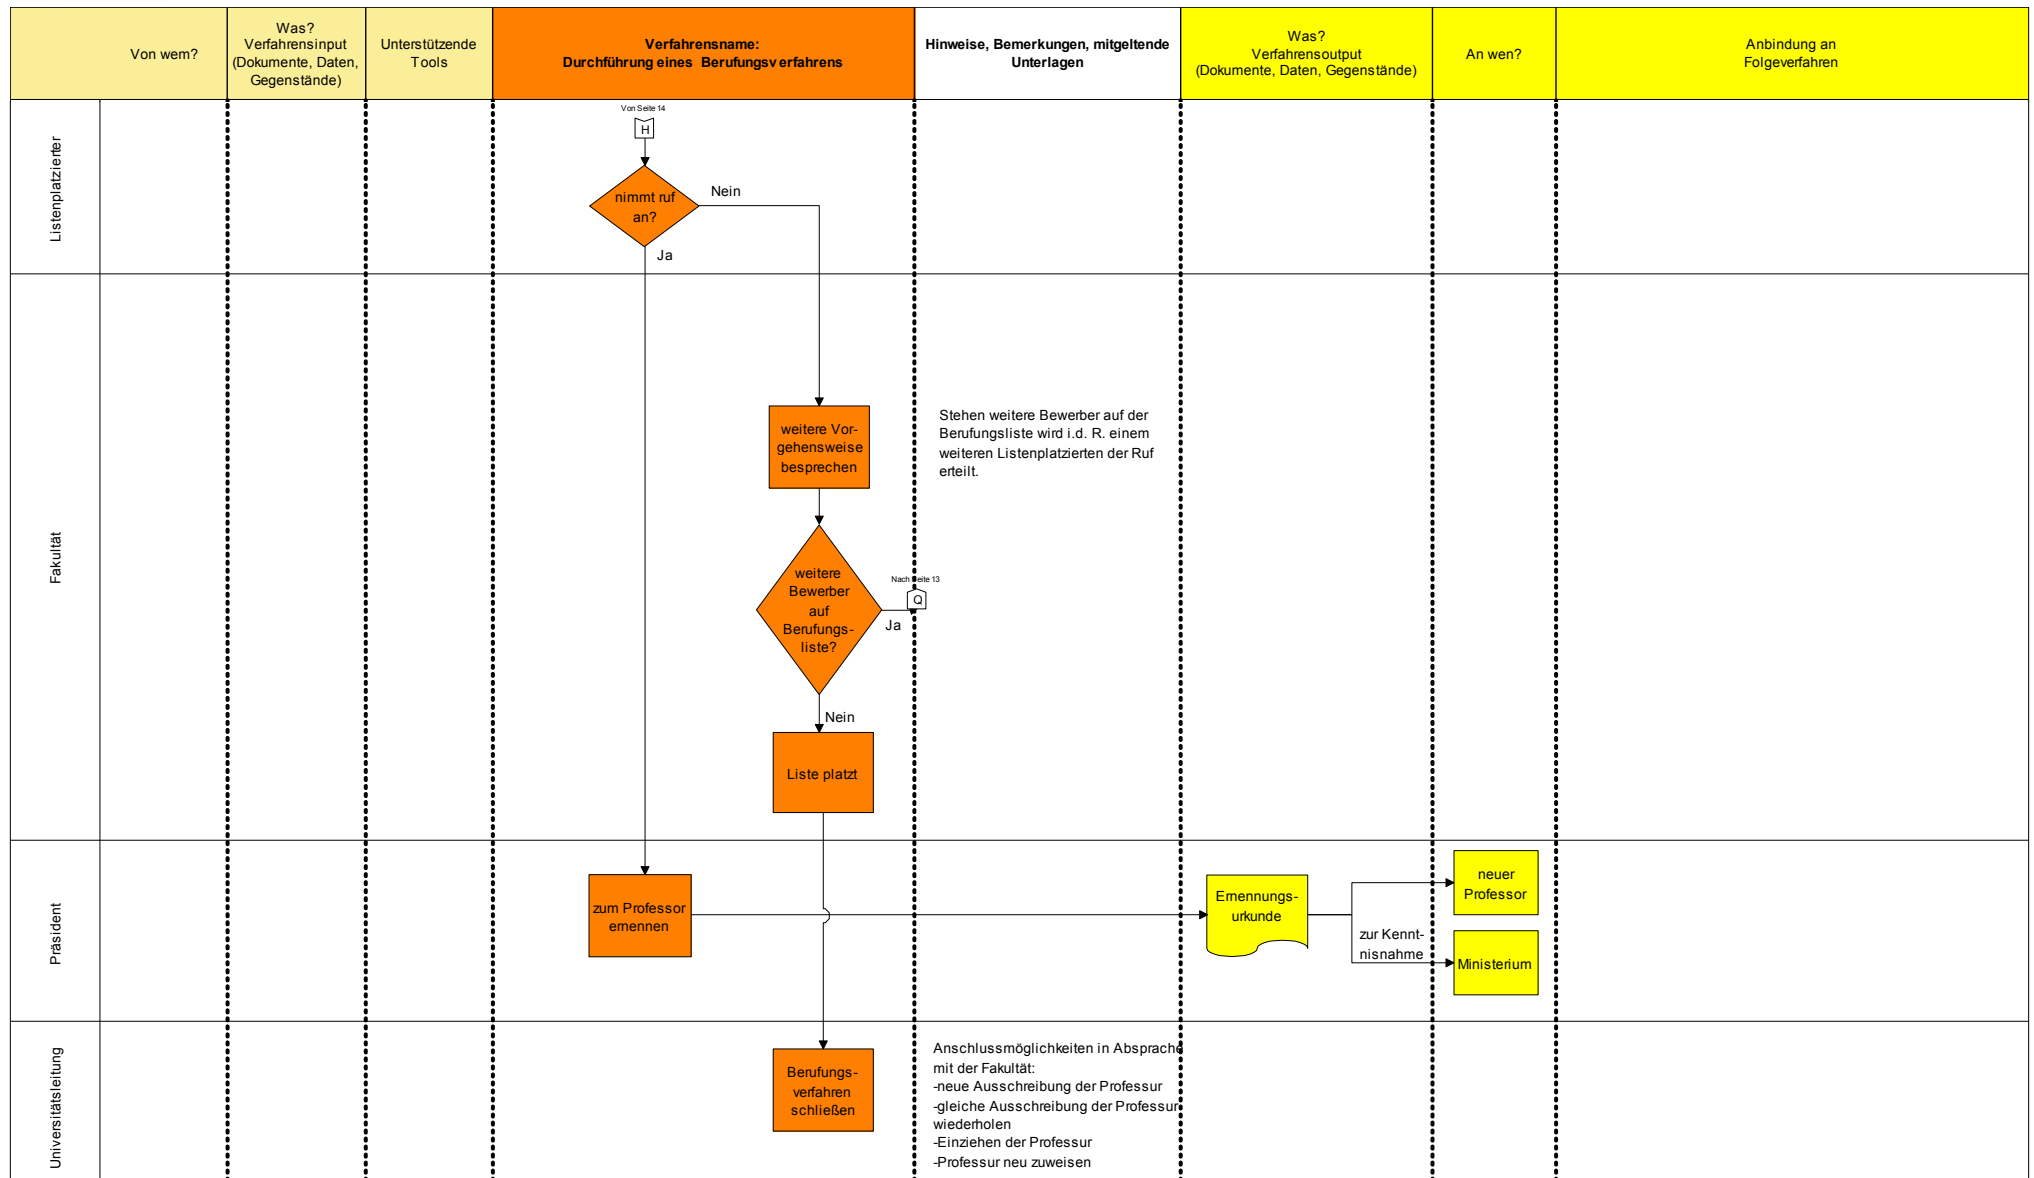 Von wem?
Was?
Verfahrensinput
(Dokumente, Daten,
Gegenstände)
Unterstützende
Tools
Verfahrensname:
Durchführung eines Berufungsverfahrens
Hinweise, Bemerkungen, mitgeltende
Unterlagen
Was?
Verfahrensoutput
(Dokumente, Daten, Gegenstände)
An wen?
Anbindung an
Folgeverfahren
Listenplatzierter
Von Seite 14
H
nimmt ruf
an?
Nein
Ja
Fakultät
weitere Vor-
gehensweise
besprechen
Stehen weitere Bewerber auf der
Berufungsliste wird i.d. R. einem
weiteren Listenplatzierten der Ruf
erteilt.
weitere
Bewerber
auf
Berufungs-
liste?
Nach Seite 13
Q
Ja
Nein
Liste platzt
Präsident
zum Professor
ernennen
Ernennungs-
urkunde
neuer
Professor
zur Kennt-
nisnahme
Ministerium
Universitätsleitung
Berufungs-
verfahren
schließen
Anschlussmöglichkeiten in Absprache
mit der Fakultät:
-neue Ausschreibung der Professur
-gleiche Ausschreibung der Professur
wiederholen
-Einziehen der Professur
-Professur neu zuweisen